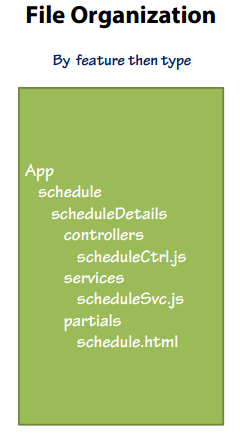 File Organization
By feature then type
App
schedule
scheduleDetails
controllers
scheduleCtrl.js
services
scheduleSvc.js
partials
schedule.html